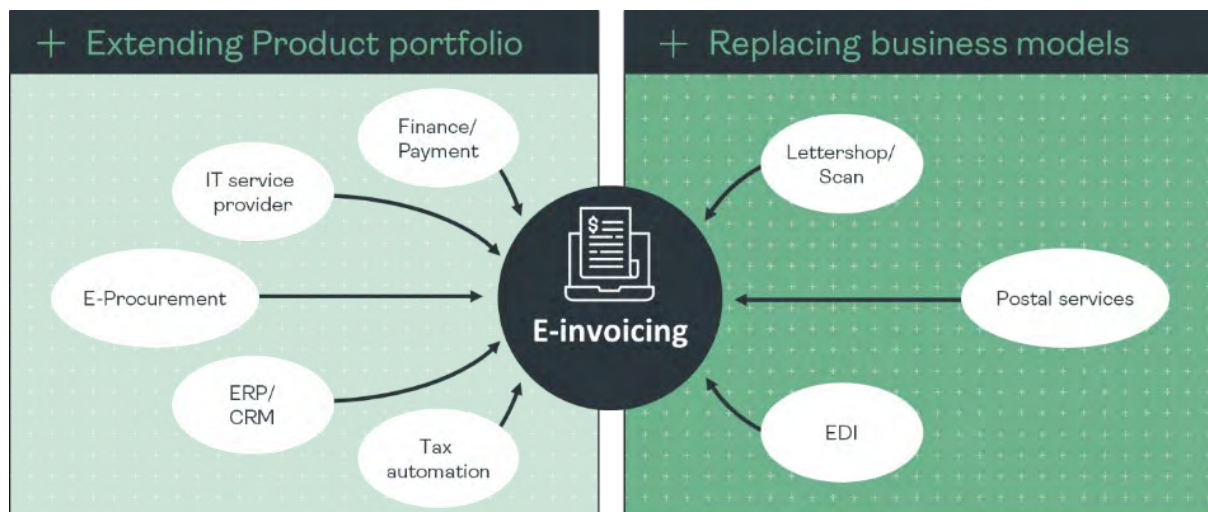 + Extending Product portfolio
Finance/
Payment
IT service
provider
E-Procurement
ERP/
CRM
Tax
automation
$
E-invoicing
+ Replacing business models
Lettershop/
Scan
Postal services
EDI